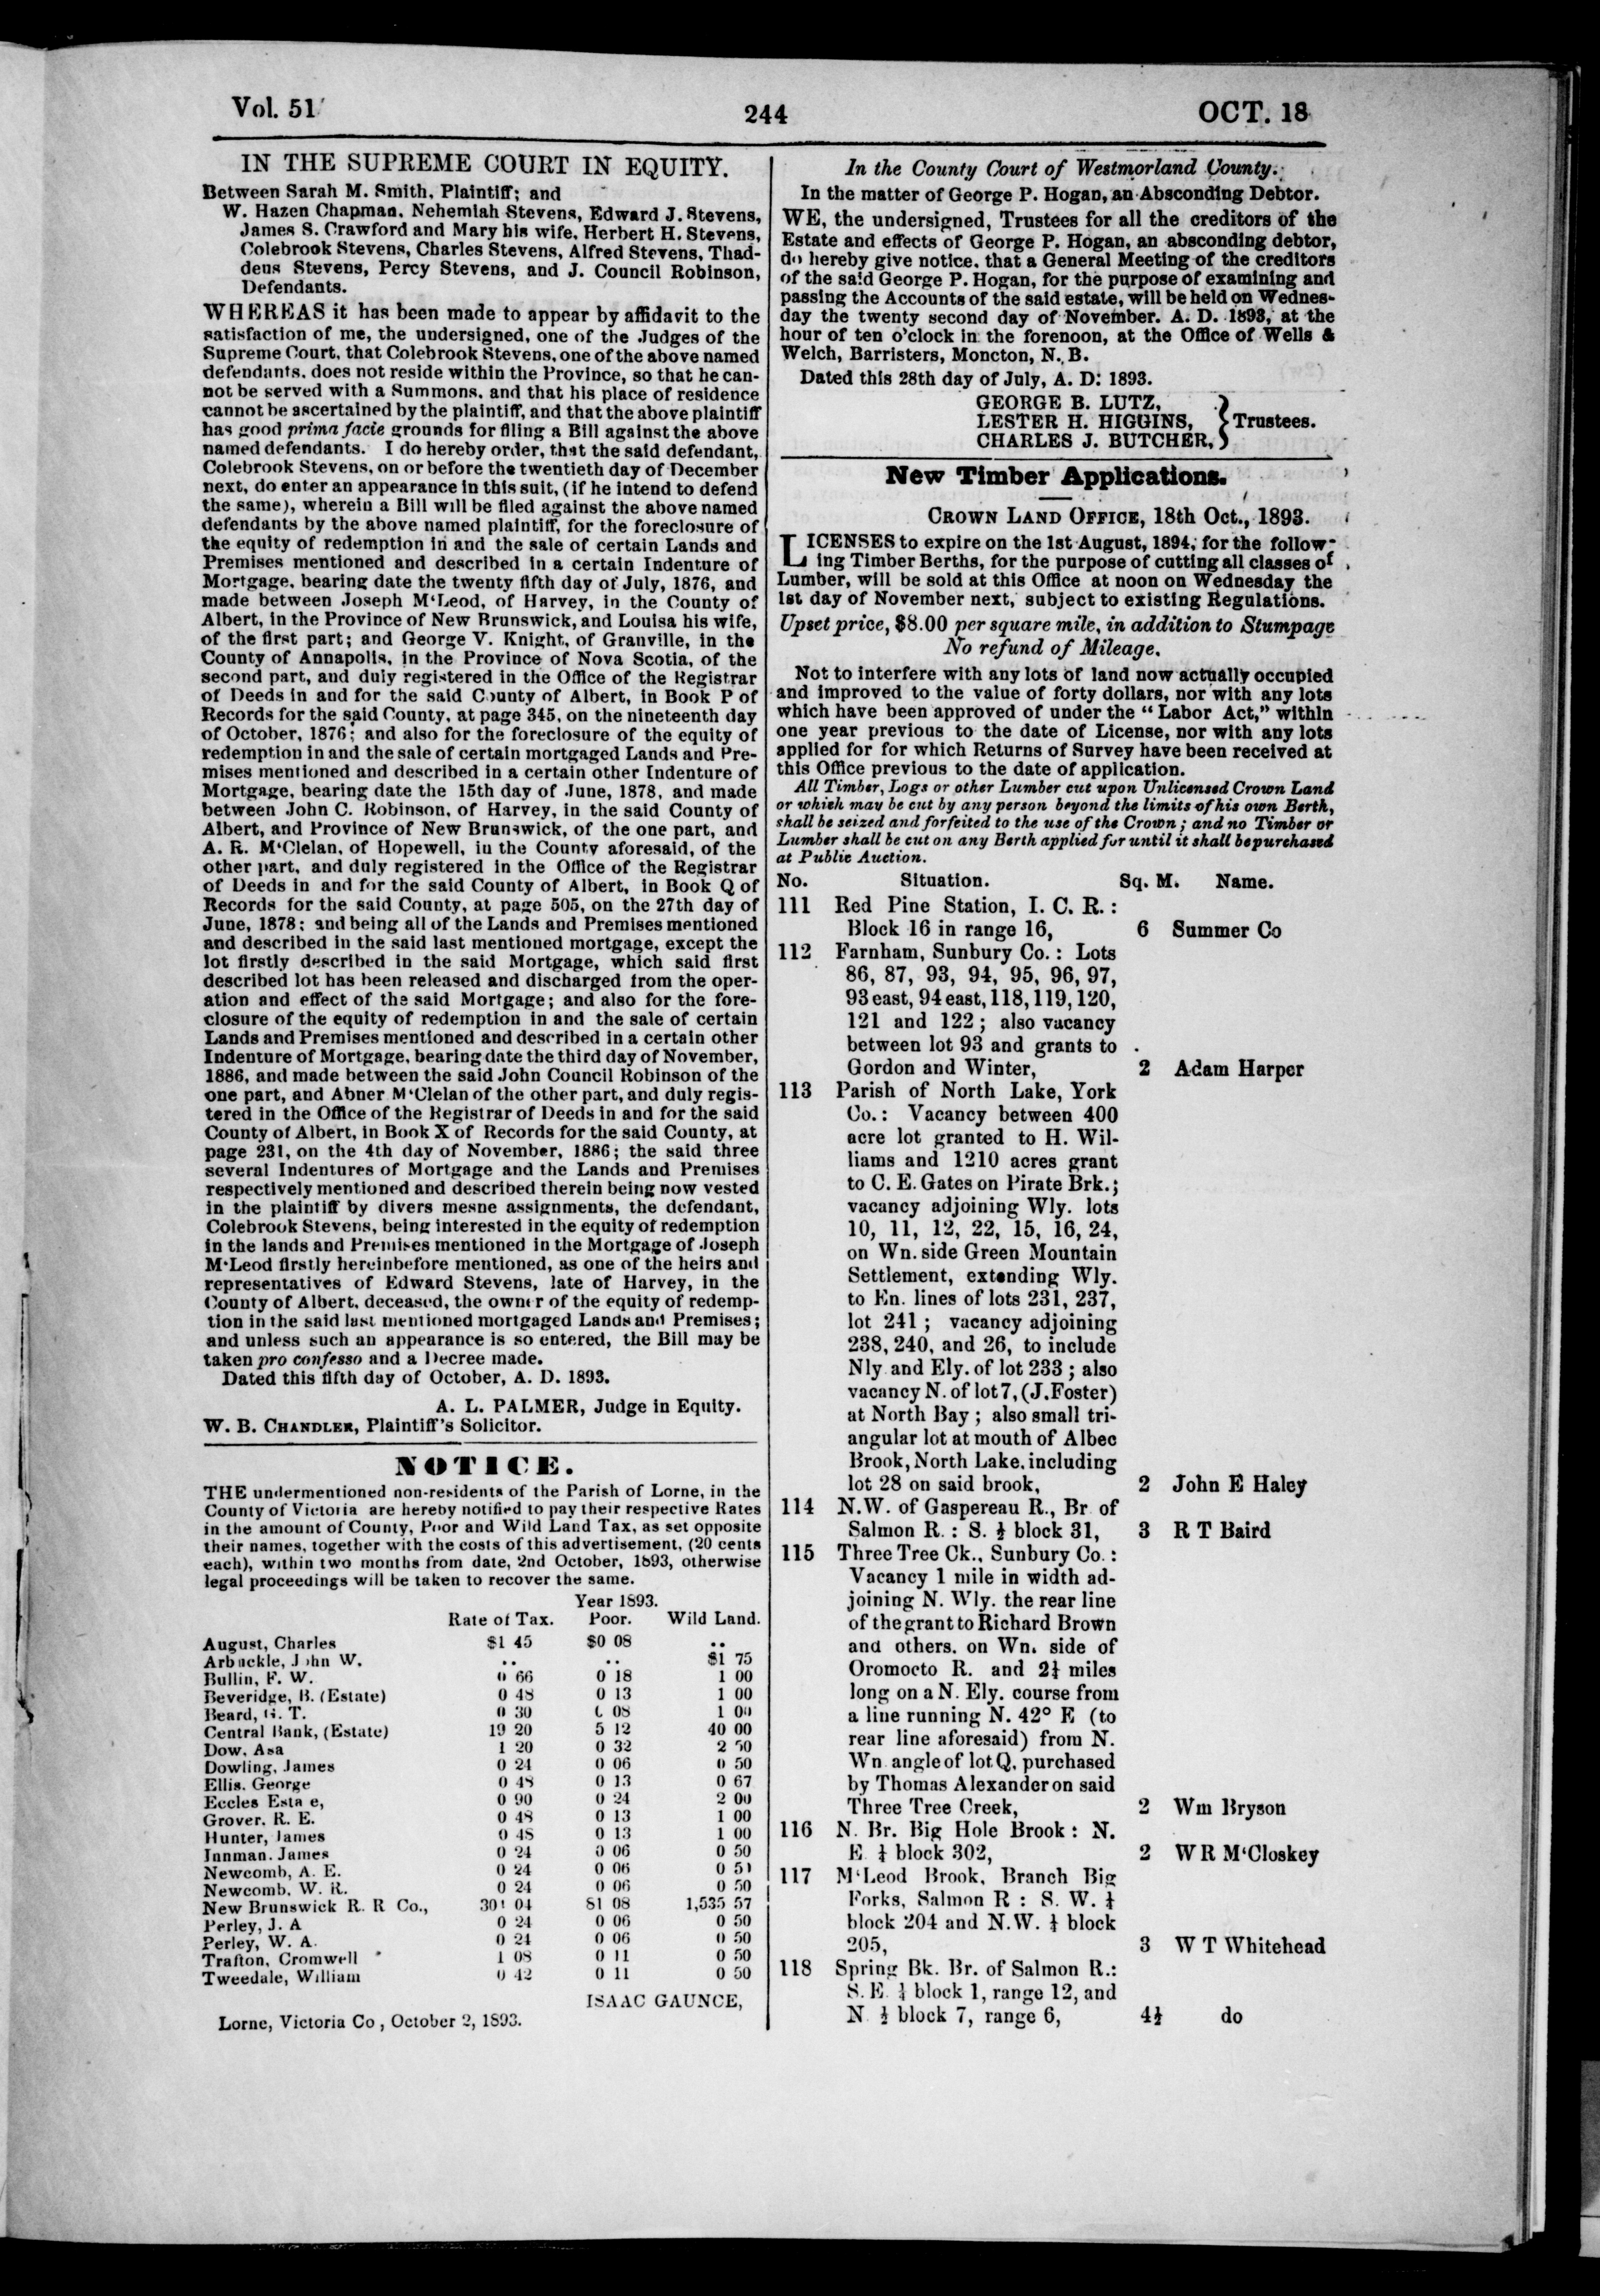 Vol. 51
244
OCT. 18
IN THE SUPREME COURT IN EQUITY.
Between Sarah M. Smith, Plaintiff; and
W. Hazen Chapman, Nehemiah Stevens, Edward J. Stevens,
James S. Crawford and Mary his wife, Herbert H. Stevens,
Colebrook Stevens, Charles Stevens, Alfred Stevens, Thad-
deus Stevens, Percy Stevens, and J. Council Robinson,
Defendants.
WHEREAS it has been made to appear by affidavit to the
satisfaction of me, the undersigned, one of the Judges of the
Supreme Court, that Colebrook Stevens, one of the above named
defendants, does not reside within the Province, so that he can-
not be served with a Summons, and that his place of residence
cannot be ascertained by the plaintiff, and that the above plaintiff
has good prima facie grounds for filing a Bill against the above
named defendants. I do hereby order, that the said defendant,
Colebrook Stevens, on or before the twentieth day of December
next, do enter an appearance in this suit, (if he intend to defend
the same), wherein a Bill will be filed against the above named
defendants by the above named plaintiff, for the foreclosure of
the equity of redemption in and the sale of certain Lands and
Premises mentioned and described in a certain Indenture of
Mortgage, bearing date the twenty fifth day of July, 1876, and
made between Joseph M'Leod, of Harvey, in the County of
Albert, in the Province of New Brunswick, and Louisa his wife,
of the first part; and George V. Knight, of Granville, in the
County of Annapolis, in the Province of Nova Scotia, of the
second part, and duly registered in the Office of the Registrar
of Deeds in and for the said County of Albert, in Book P of
Records for the said County, at page 345, on the nineteenth day
of October, 1876; and also for the foreclosure of the equity of
redemption in and the sale of certain mortgaged Lands and Pre-
mises mentioned and described in a certain other Indenture of
Mortgage, bearing date the 15th day of June, 1878, and made
between John C. Robinson, of Harvey, in the said County of
Albert, and Province of New Brunswick, of the one part, and
A. R. M'Clelan, of Hopewell, in the County aforesaid, of the
other part, and duly registered in the Office of the Registrar
of Deeds in and for the said County of Albert, in Book Q of
Records for the said County, at page 505, on the 27th day of
June, 1878; and being all of the Lands and Premises mentioned
and described in the said last mentioned mortgage, except the
lot firstly described in the said Mortgage, which said first
described lot has been released and discharged from the oper-
ation and effect of the said Mortgage; and also for the fore-
closure of the equity of redemption in and the sale of certain
Lands and Premises mentioned and described in a certain other
Indenture of Mortgage, bearing date the third day of November,
1886, and made between the said John Council Robinson of the
one part, and Abner M'Clelan of the other part, and duly regis-
tered in the Office of the Registrar of Deeds in and for the said
County of Albert, in Book X of Records for the said County, at
page 231, on the 4th day of November, 1886; the said three
several Indentures of Mortgage and the Lands and Premises
respectively mentioned and described therein being now vested
in the plaintiff by divers mesne assignments, the defendant,
Colebrook Stevens, being interested in the equity of redemption
in the lands and Premises mentioned in the Mortgage of Joseph
M'Leod firstly hereinbefore mentioned, as one of the heirs and
representatives of Edward Stevens, late of Harvey, in the
County of Albert, deceased, the owner of the equity of redemp-
tion in the said last mentioned mortgaged Lands and Premises;
and unless such an appearance is so entered, the Bill may be
taken pro confesso and a Decree made.
Dated this fifth day of October, A. D. 1893.
A. L. PALMER, Judge in Equity.
W. B. CHANDLER, Plaintiff's Solicitor.
NOTICE.
THE undermentioned non-residents of the Parish of Lorne, in the
County of Victoria are hereby notified to pay their respective Rates
in the amount of County, Poor and Wild Land Tax, as set opposite
their names, together with the costs of this advertisement, (20 cents
each), within two months from date, 2nd October, 1893, otherwise
legal proceedings will be taken to recover the same.
Year 1893.
Rate of Tax. Poor. Wild Land.
August, Charles $1 45 $0 08 ..
Arbuckle, John W. .. .. $1 75
Bullin, F. W. 0 66 0 18 1 00
Beveridge, B. (Estate) 0 48 0 13 1 00
Beard, G. T. 0 30 0 08 1 00
Central Bank, (Estate) 19 20 5 12 40 00
Dow, Asa 1 20 0 32 2 50
Dowling, James 0 24 0 06 0 50
Ellis, George 0 48 0 13 0 67
Eccles Esta e, 0 90 0 24 2 00
Grover, R. E. 0 48 0 13 1 00
Hunter, James 0 48 0 13 1 00
Innman, James 0 24 0 06 0 50
Newcomb, A. E. 0 24 0 06 0 51
Newcomb, W. R. 0 24 0 06 0 50
New Brunswick R. R Co., 301 04 81 08 1,535 57
Perley, J. A 0 24 0 06 0 50
Perley, W. A. 0 24 0 06 0 50
Trafton, Cromwell 1 08 0 11 0 50
Tweedale, William 0 42 0 11 0 50
ISAAC GAUNCE,
Lorne, Victoria Co, October 2, 1893.
In the County Court of Westmorland County.
In the matter of George P. Hogan, an Absconding Debtor.
WE, the undersigned, Trustees for all the creditors of the
Estate and effects of George P. Hogan, an absconding debtor,
do hereby give notice, that a General Meeting of the creditors
of the said George P. Hogan, for the purpose of examining and
passing the Accounts of the said estate, will be held on Wednes-
day the twenty second day of November. A. D. 1893, at the
hour of ten o'clock in the forenoon, at the Office of Wells &
Welch, Barristers, Moncton, N. B.
Dated this 28th day of July, A. D: 1893.
GEORGE B. LUTZ,
LESTER H. HIGGINS, } Trustees.
CHARLES J. BUTCHER,
New Timber Applications.
CROWN LAND OFFICE, 18th Oct., 1893.
LICENSES to expire on the 1st August, 1894, for the follow-
ing Timber Berths, for the purpose of cutting all classes of
Lumber, will be sold at this Office at noon on Wednesday the
1st day of November next, subject to existing Regulations.
Upset price, $8.00 per square mile, in addition to Stumpage
No refund of Mileage.
Not to interfere with any lots of land now actually occupied
and improved to the value of forty dollars, nor with any lots
which have been approved of under the "Labor Act," within
one year previous to the date of License, nor with any lots
applied for for which Returns of Survey have been received at
this Office previous to the date of application.
All Timber, Logs or other Lumber cut upon Unlicensed Crown Land
or which may be cut by any person beyond the limits of his own Berth,
shall be seized and forfeited to the use of the Crown; and no Timber or
Lumber shall be cut on any Berth applied for until it shall be purchased
at Public Auction.
No. Situation. Sq. M. Name.
111 Red Pine Station, I. C. R. :
Block 16 in range 16, 6 Summer Co
112 Farnham, Sunbury Co. : Lots
86, 87, 93, 94, 95, 96, 97,
93 east, 94 east, 118, 119, 120,
121 and 122 ; also vacancy
between lot 93 and grants to
Gordon and Winter, 2 Adam Harper
113 Parish of North Lake, York
Co. : Vacancy between 400
acre lot granted to H. Wil-
liams and 1210 acres grant
to C. E. Gates on Pirate Brk.;
vacancy adjoining Wly. lots
10, 11, 12, 22, 15, 16, 24,
on Wn. side Green Mountain
Settlement, extending Wly.
to En. lines of lots 231, 237,
lot 241 ; vacancy adjoining
238, 240, and 26, to include
Nly and Ely. of lot 233 ; also
vacancy N. of lot 7, (J. Foster)
at North Bay ; also small tri-
angular lot at mouth of Albec
Brook, North Lake, including
lot 28 on said brook, 2 John E Haley
114 N.W. of Gaspereau R., Br of
Salmon R. : S. ½ block 31, 3 R T Baird
115 Three Tree Ck., Sunbury Co. :
Vacancy 1 mile in width ad-
joining N. Wly. the rear line
of the grant to Richard Brown
and others, on Wn. side of
Oromocto R. and 2¼ miles
long on a N. Ely. course from
a line running N. 42° E (to
rear line aforesaid) from N.
Wn. angle of lot Q, purchased
by Thomas Alexander on said
Three Tree Creek, 2 Wm Bryson
116 N. Br. Big Hole Brook : N.
E. ¼ block 302, 2 W R M'Closkey
117 M'Leod Brook, Branch Big
Forks, Salmon R : S. W. ¼
block 204 and N.W. ¼ block
205, 3 W T Whitehead
118 Spring Bk. Br. of Salmon R.:
S. E. ¼ block 1, range 12, and
N ½ block 7, range 6, 4½ do